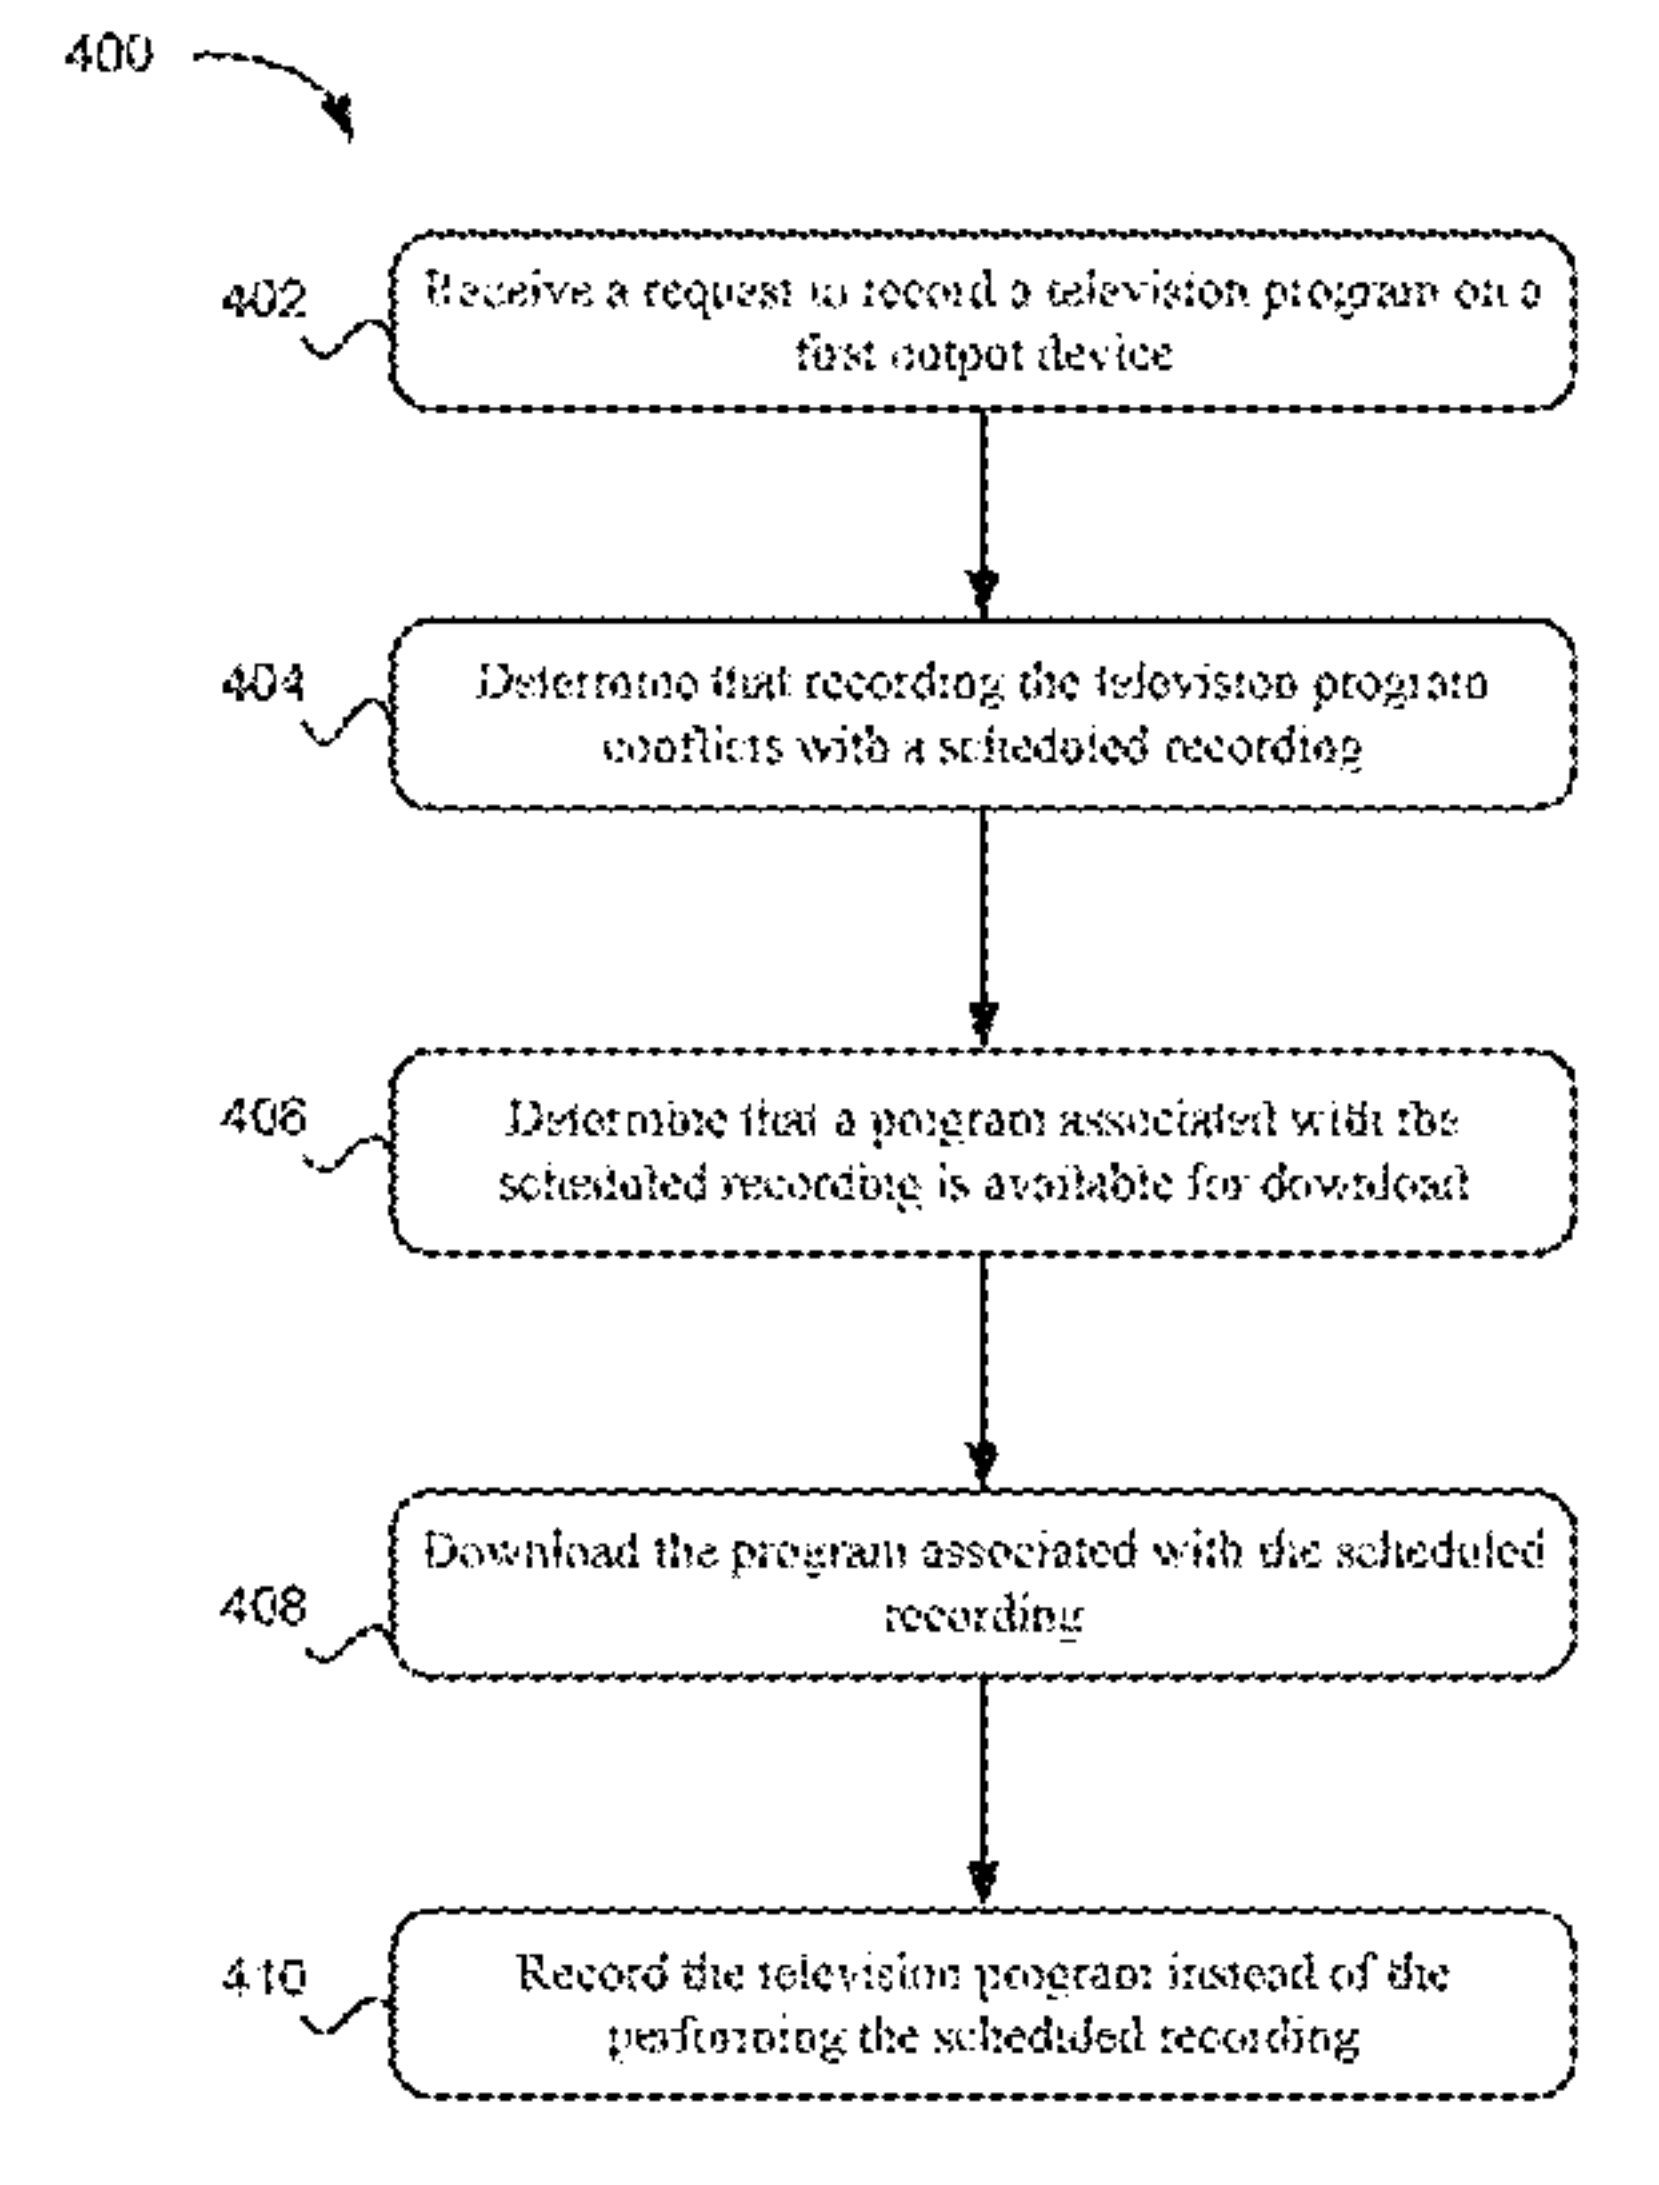 400
402
Receive a request to record a television program on a
first output device
404
Determine that recording the television program
conflicts with a scheduled recording
406
Determine that a program associated with the
scheduled recording is available for download
408
Download the program associated with the scheduled
recording
410
Record the television program instead of the
performing the scheduled recording